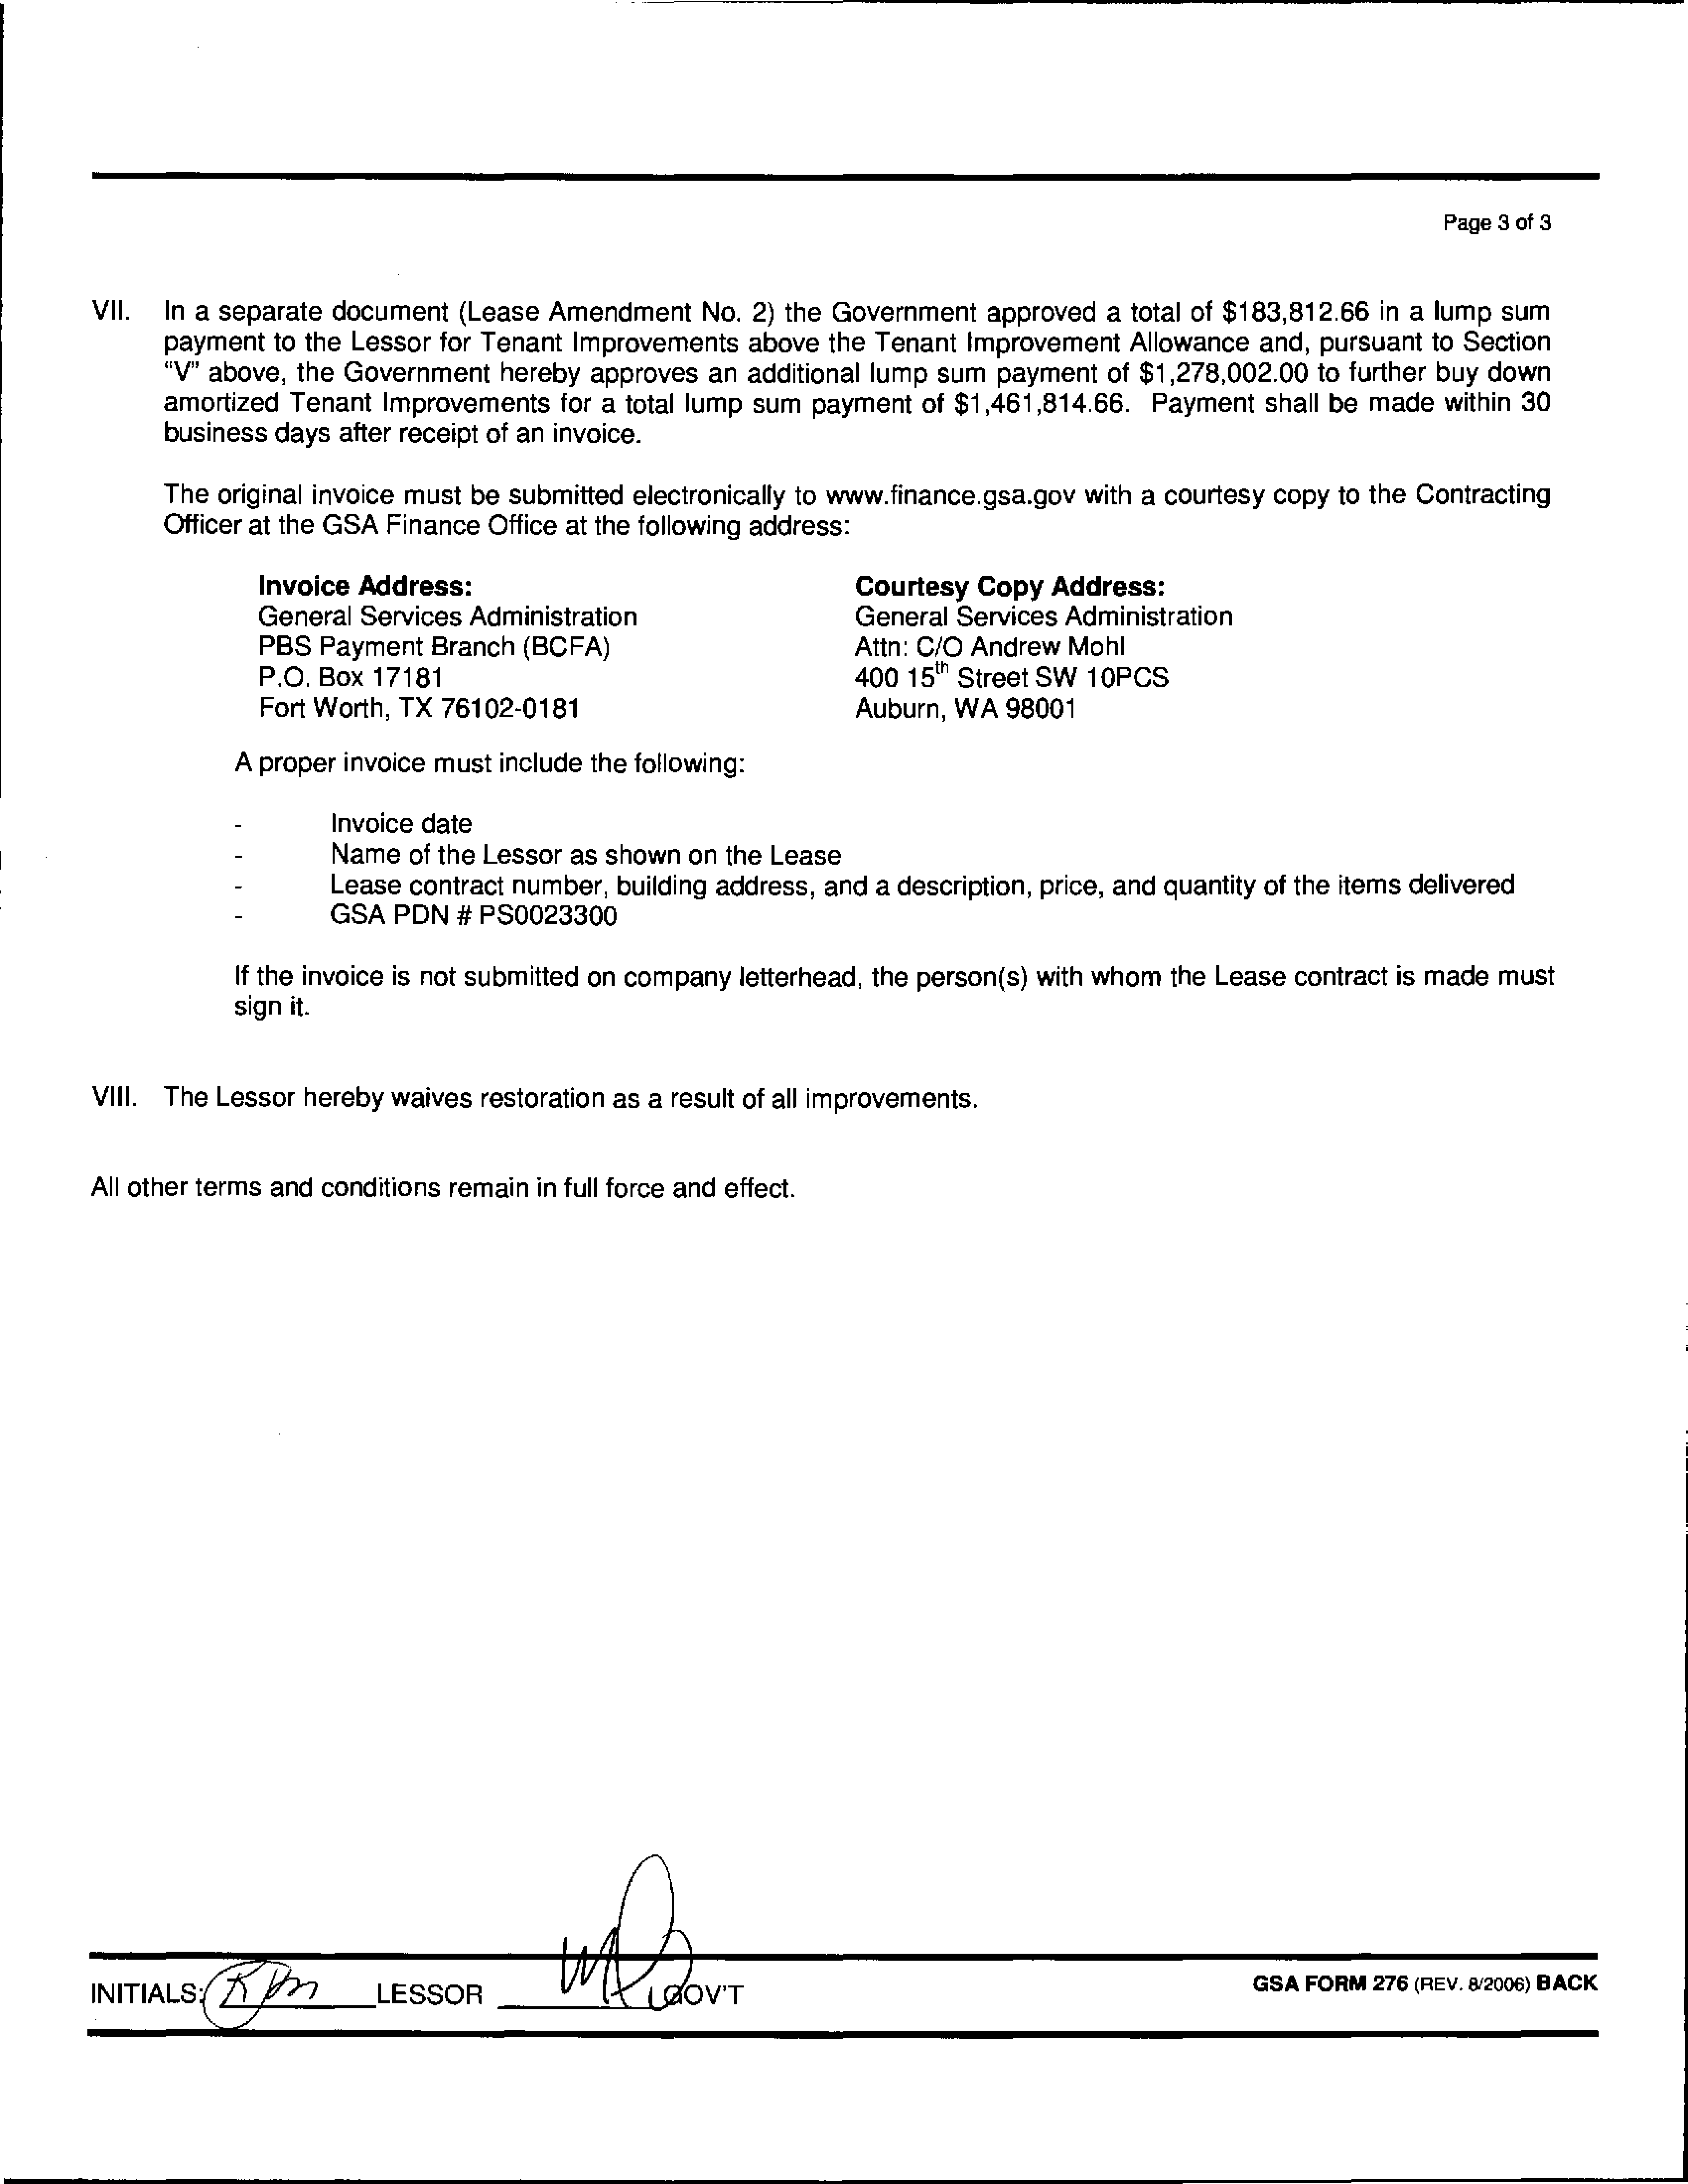 Page 3 of 3
VII. In a separate document (Lease Amendment No. 2) the Government approved a total of $183,812.66 in a lump sum
payment to the Lessor for Tenant Improvements above the Tenant Improvement Allowance and, pursuant to Section
“V” above, the Government hereby approves an additional lump sum payment of $1,278,002.00 to further buy down
amortized Tenant Improvements for a total lump sum payment of $1,461,814.66. Payment shall be made within 30
business days after receipt of an invoice.
The original invoice must be submitted electronically to www.finance.gsa.gov with a courtesy copy to the Contracting
Officer at the GSA Finance Office at the following address:
Invoice Address:
General Services Administration
PBS Payment Branch (BCFA)
P.O. Box 17181
Fort Worth, TX 76102-0181
Courtesy Copy Address:
General Services Administration
Attn: C/O Andrew Mohl
400 15th Street SW 10PCS
Auburn, WA 98001
A proper invoice must include the following:
- Invoice date
- Name of the Lessor as shown on the Lease
- Lease contract number, building address, and a description, price, and quantity of the items delivered
- GSA PDN # PS0023300
If the invoice is not submitted on company letterhead, the person(s) with whom the Lease contract is made must
sign it.
VIII. The Lessor hereby waives restoration as a result of all improvements.
All other terms and conditions remain in full force and effect.
INITIALS: LESSOR GOV'T
GSA FORM 276 (REV. 8/2006) BACK